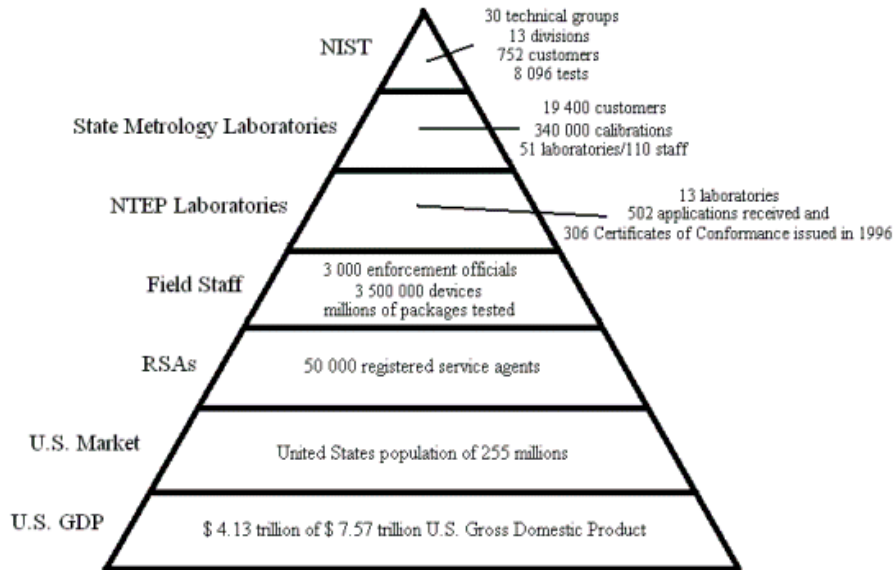 NIST
30 technical groups
13 divisions
752 customers
8 096 tests
State Metrology Laboratories
19 400 customers
340 000 calibrations
51 laboratories/110 staff
NTEP Laboratories
13 laboratories
502 applications received and
306 Certificates of Conformance issued in 1996
Field Staff
3 000 enforcement officials
3 500 000 devices
millions of packages tested
RSAs
50 000 registered service agents
U.S. Market
United States population of 255 millions
U.S. GDP
$ 4.13 trillion of $ 7.57 trillion U.S. Gross Domestic Product